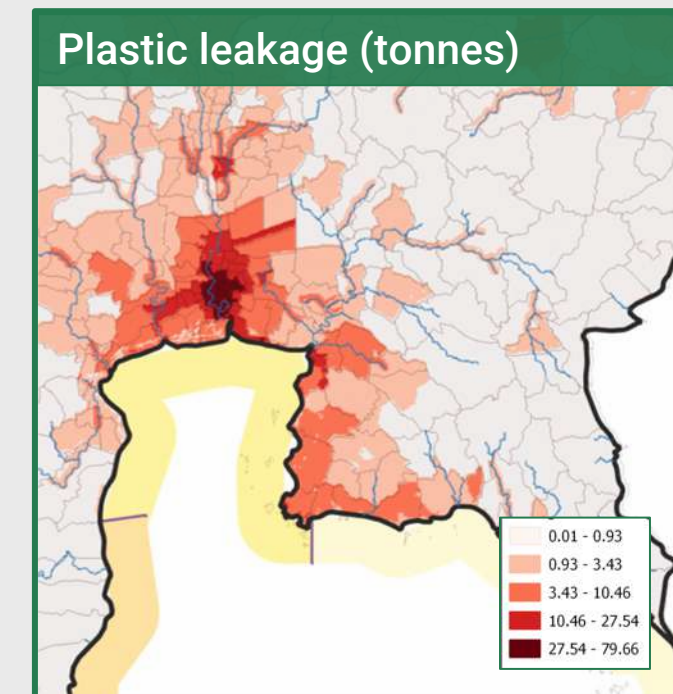 Plastic leakage (tonnes)
0.01 - 0.93
0.93 - 3.43
3.43 - 10.46
10.46 - 27.54
27.54 - 79.66